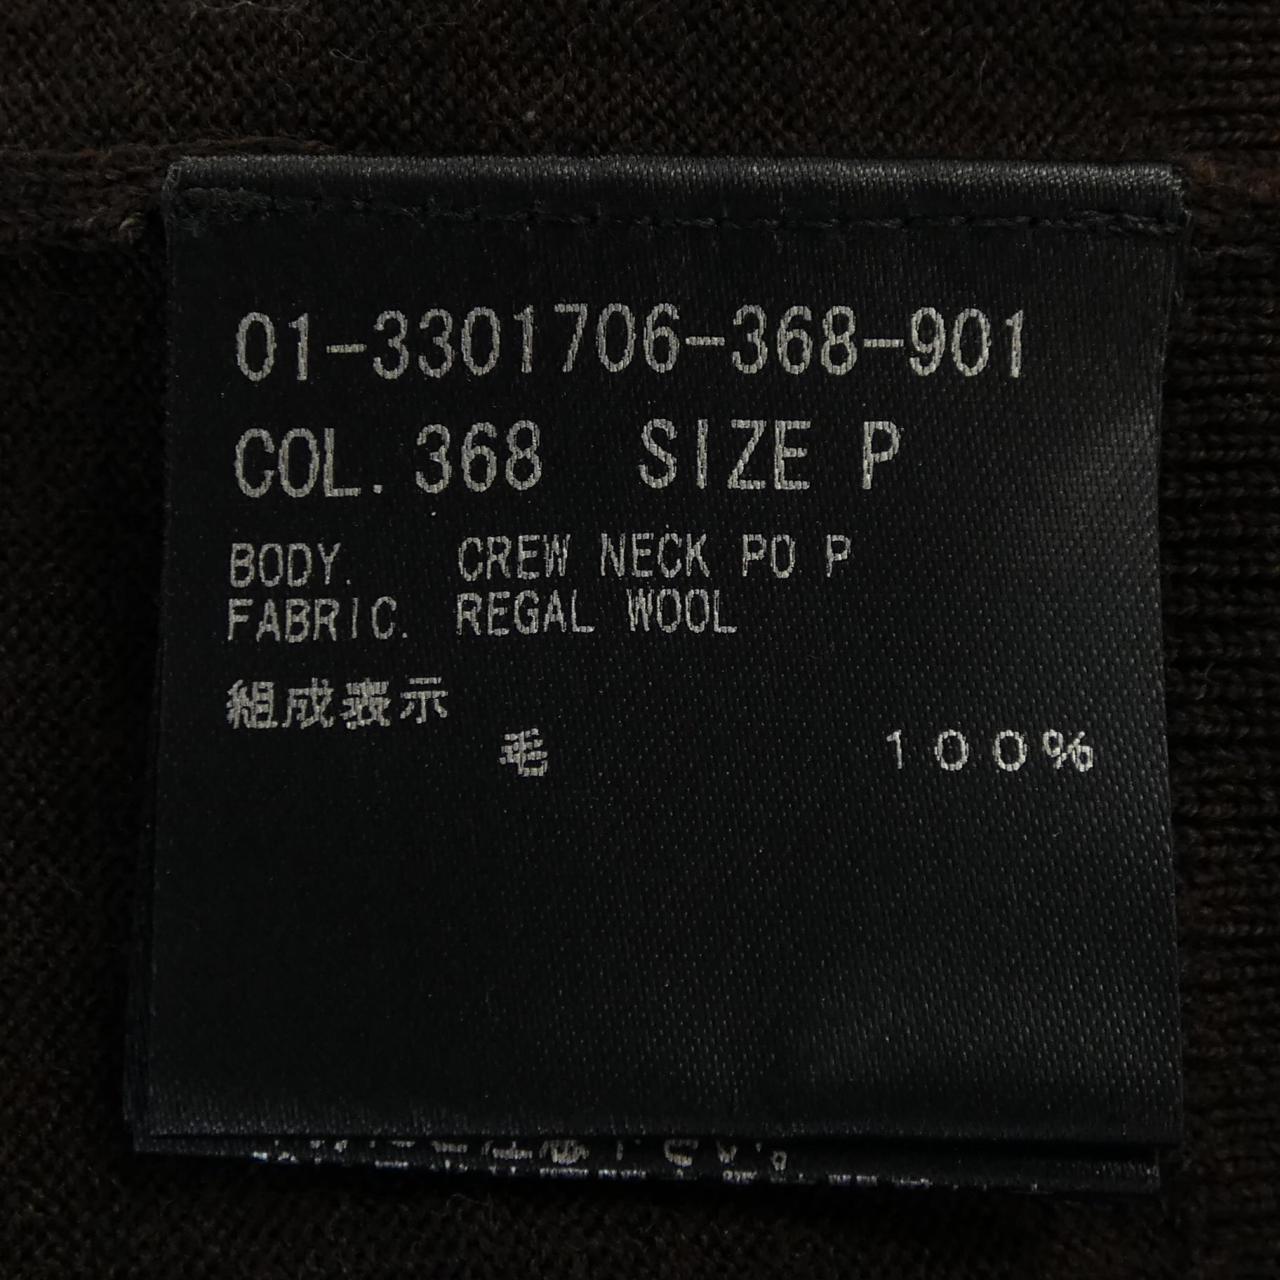 01-3301706-368-901
COL. 368 SIZE P
BODY. CREW NECK PO P
FABRIC. REGAL WOOL
組成表示
毛 100%